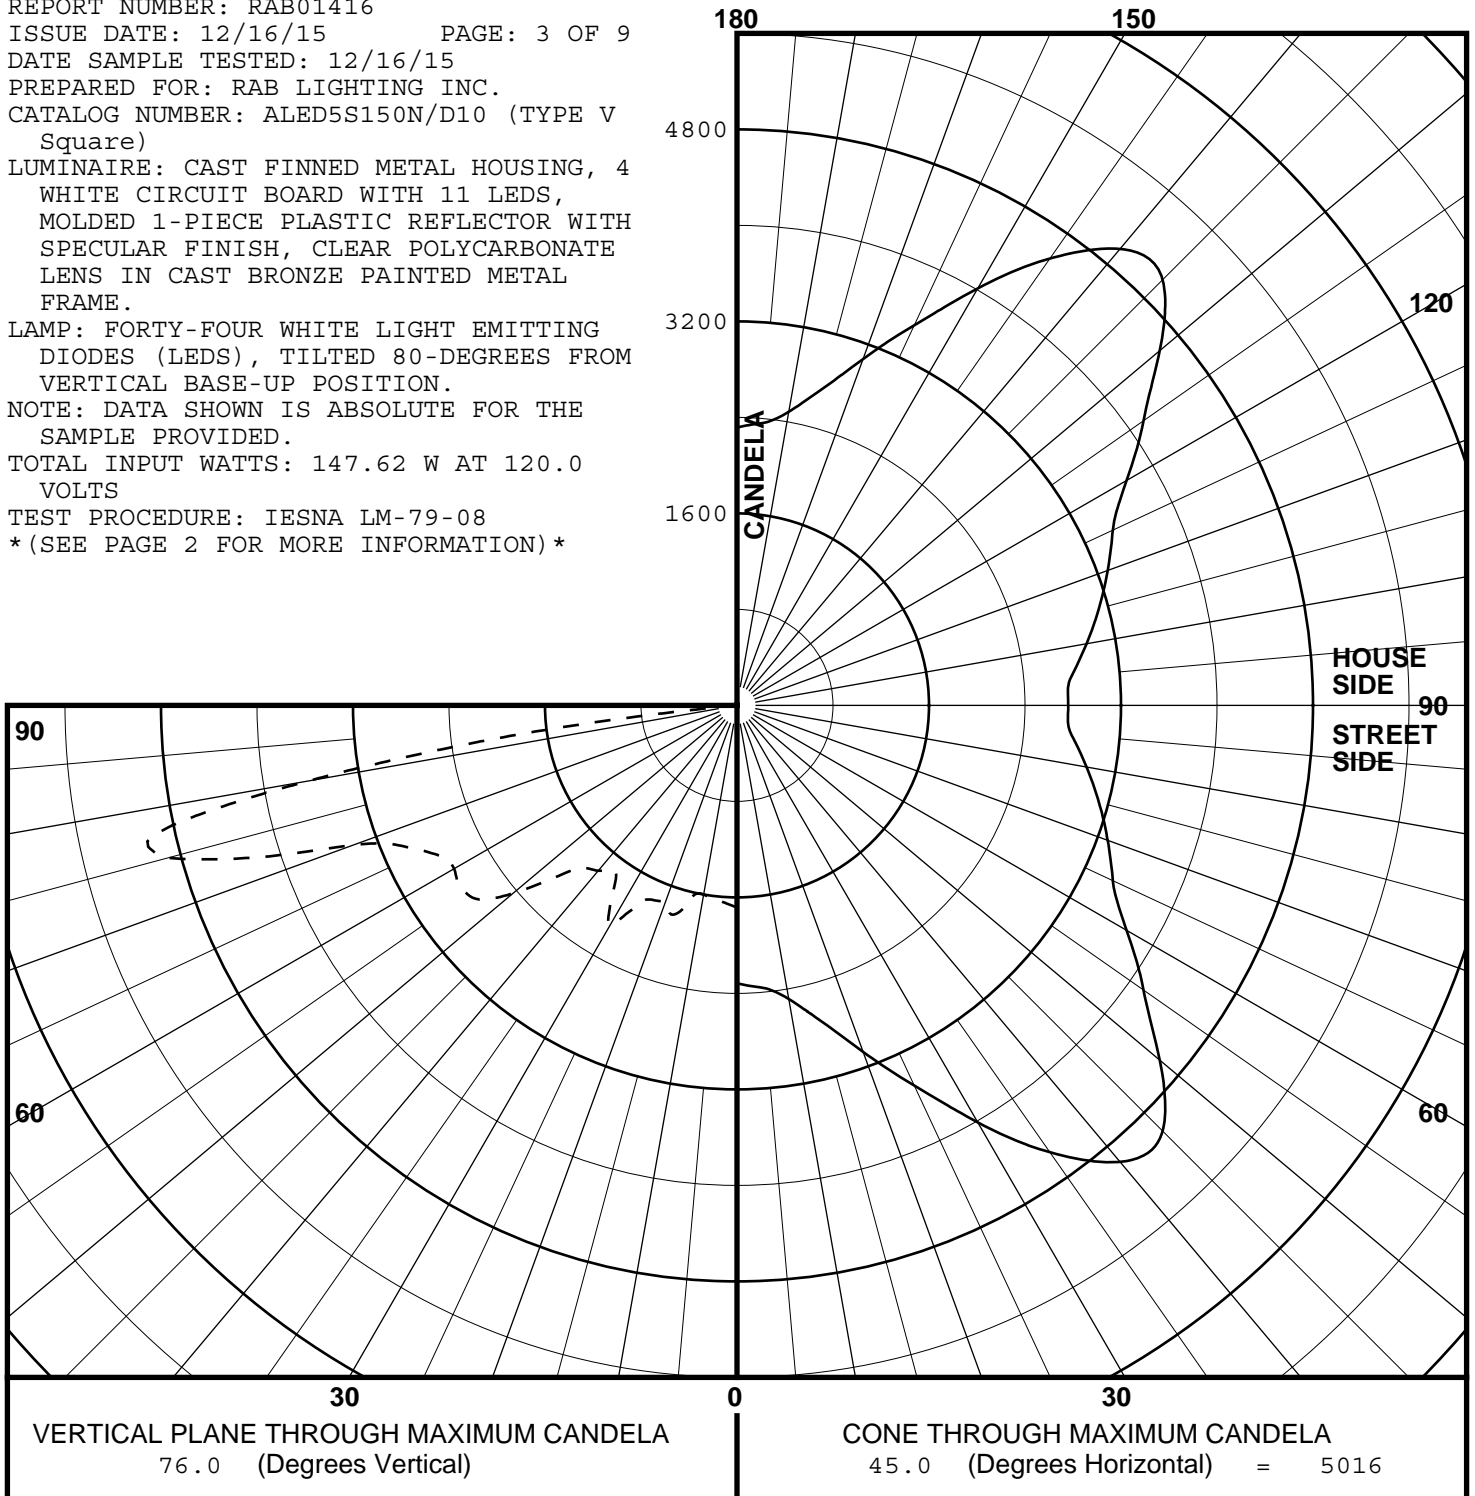 REPORT NUMBER: RAB01416
ISSUE DATE: 12/16/15 PAGE: 3 OF 9
DATE SAMPLE TESTED: 12/16/15
PREPARED FOR: RAB LIGHTING INC.
CATALOG NUMBER: ALED5S150N/D10 (TYPE V
Square)
LUMINAIRE: CAST FINNED METAL HOUSING, 4
WHITE CIRCUIT BOARD WITH 11 LEDS,
MOLDED 1-PIECE PLASTIC REFLECTOR WITH
SPECULAR FINISH, CLEAR POLYCARBONATE
LENS IN CAST BRONZE PAINTED METAL
FRAME.
LAMP: FORTY-FOUR WHITE LIGHT EMITTING
DIODES (LEDS), TILTED 80-DEGREES FROM
VERTICAL BASE-UP POSITION.
NOTE: DATA SHOWN IS ABSOLUTE FOR THE
SAMPLE PROVIDED.
TOTAL INPUT WATTS: 147.62 W AT 120.0
VOLTS
TEST PROCEDURE: IESNA LM-79-08
*(SEE PAGE 2 FOR MORE INFORMATION)*
180
150
4800
120
3200
CANDELA
1600
HOUSE
SIDE
90
90
STREET
SIDE
60
60
30
0
30
VERTICAL PLANE THROUGH MAXIMUM CANDELA
76.0 (Degrees Vertical)
CONE THROUGH MAXIMUM CANDELA
45.0 (Degrees Horizontal) = 5016